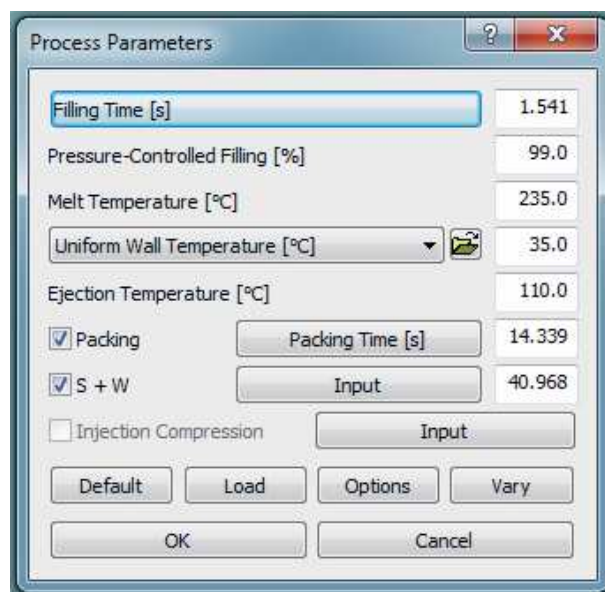 Process Parameters
Filling Time [s] 1.541
Pressure-Controlled Filling [%] 99.0
Melt Temperature [°C] 235.0
Uniform Wall Temperature [°C] 35.0
Ejection Temperature [°C] 110.0
Packing Packing Time [s] 14.339
S + W Input 40.968
Injection Compression Input
Default Load Options Vary
OK Cancel